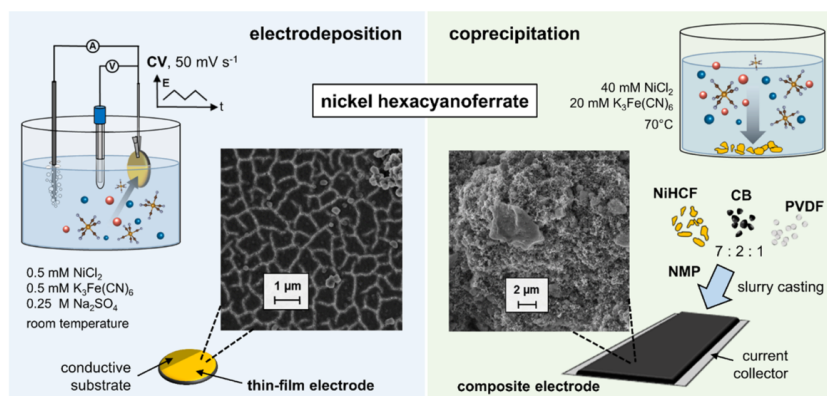 electrodeposition
A
V
CV, 50 mV s⁻¹
E
t
0.5 mM NiCl₂
0.5 mM K₃Fe(CN)₆
0.25 M Na₂SO₄
room temperature
1 µm
conductive
substrate
thin-film electrode
nickel hexacyanoferrate
coprecipitation
40 mM NiCl₂
20 mM K₃Fe(CN)₆
70°C
2 µm
NiHCF
CB
PVDF
7 : 2 : 1
NMP
slurry casting
composite electrode
current
collector